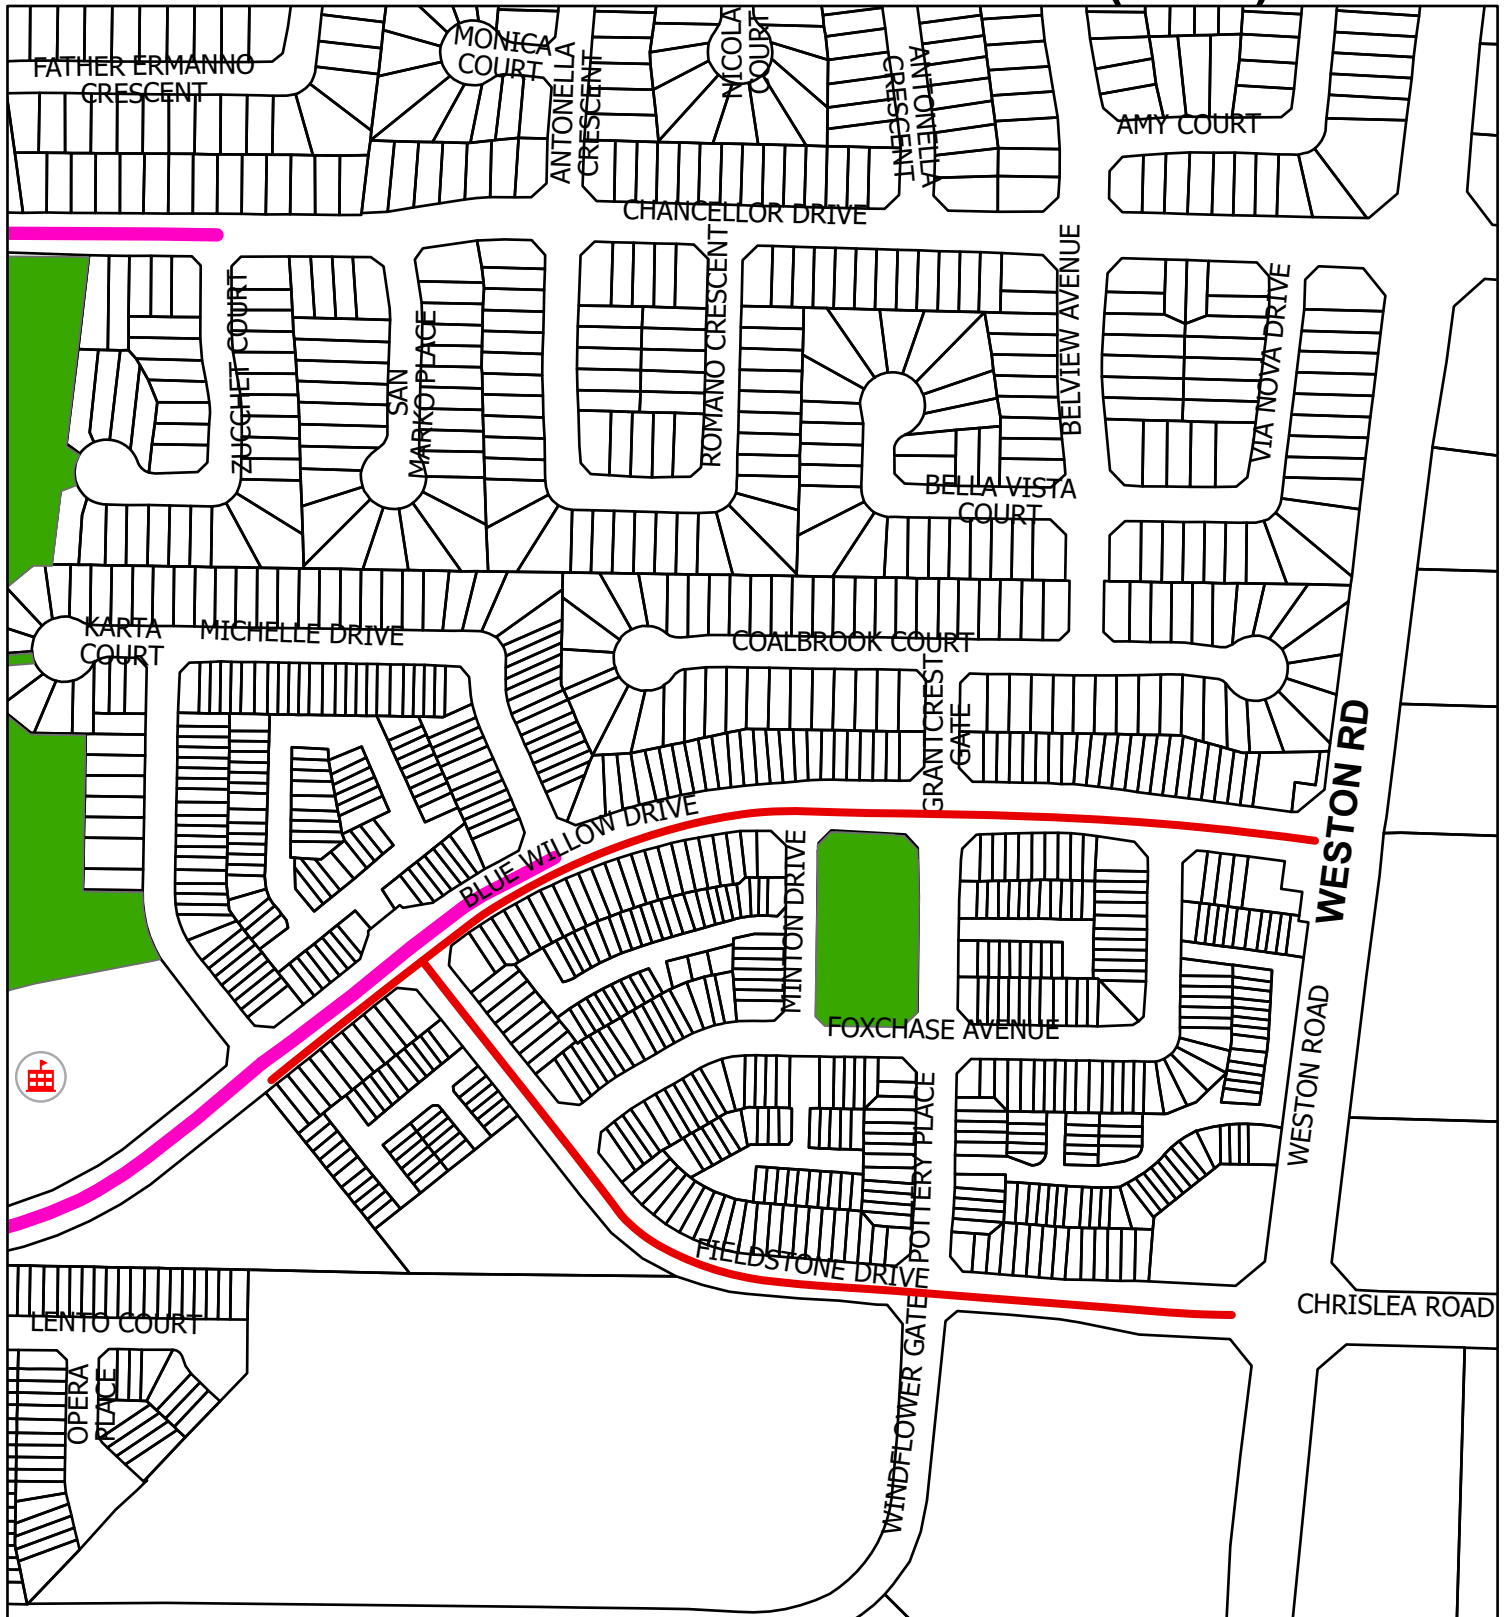 MONICA
COURT
FATHER ERMANNO
CRESCENT
ANTONELLA
CRESCENT
NICOLA
COURT
ANTONELLA
CRESCENT
AMY COURT
CHANCELLOR DRIVE
ZUCCHET COURT
SAN
MARKO PLACE
ROMANO CRESCENT
BELVIEW AVENUE
VIA NOVA DRIVE
BELLA VISTA
COURT
KARTA
COURT
MICHELLE DRIVE
COALBROOK COURT
GRANTCREST
GATE
WESTON RD
BLUE WILLOW DRIVE
MINTON DRIVE
FOXCHASE AVENUE
WESTON ROAD
POTTERY PLACE
FIELDSTONE DRIVE
CHRISLEA ROAD
LENTO COURT
OPERA
PLACE
WINDFLOWER GATE